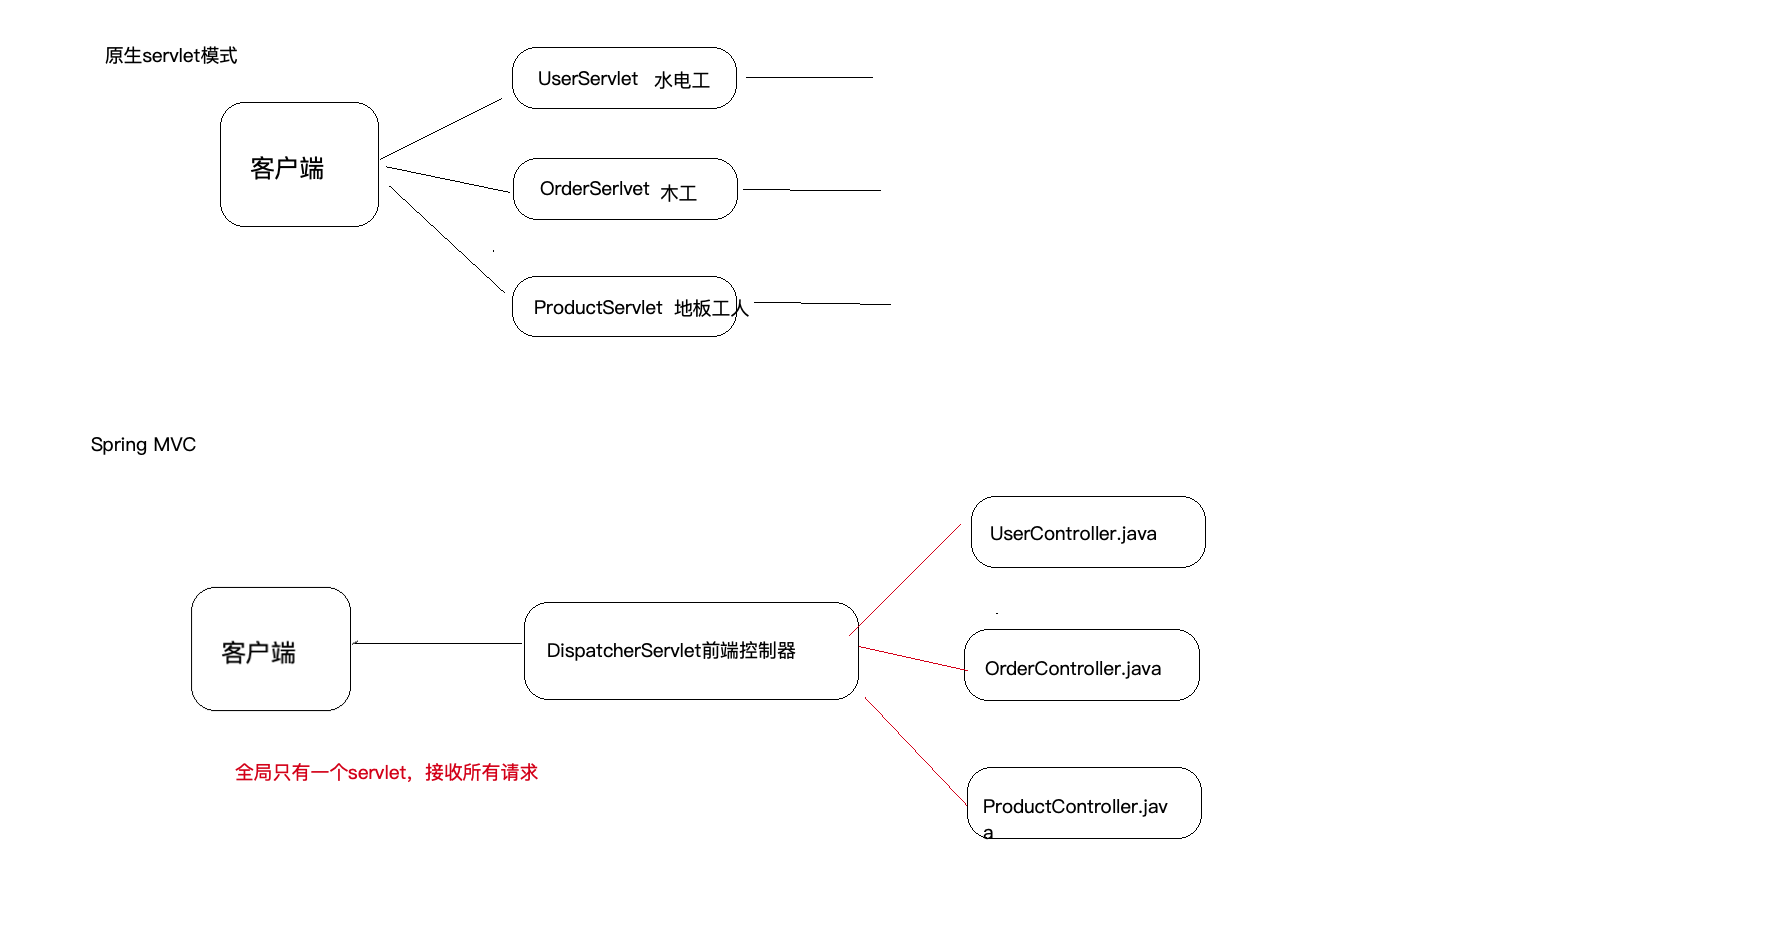 原生servlet模式
UserServlet 水电工
客户端
OrderSerlvet 木工
ProductServlet 地板工人
Spring MVC
UserController.java
客户端
DispatcherServlet前端控制器
OrderController.java
全局只有一个servlet，接收所有请求
ProductController.jav
a